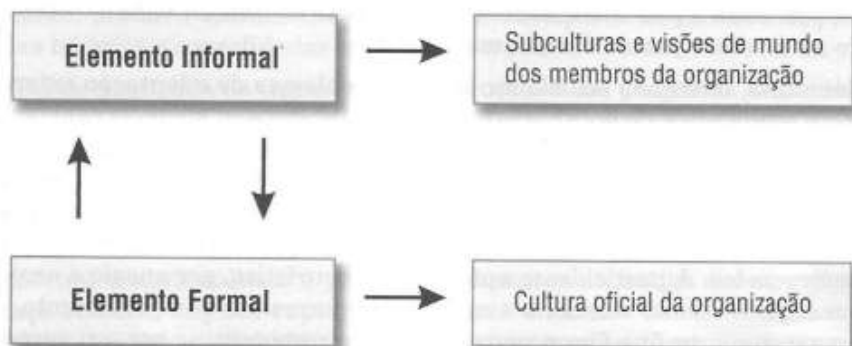 Elemento Informal
Subculturas e visões de mundo
dos membros da organização
Elemento Formal
Cultura oficial da organização